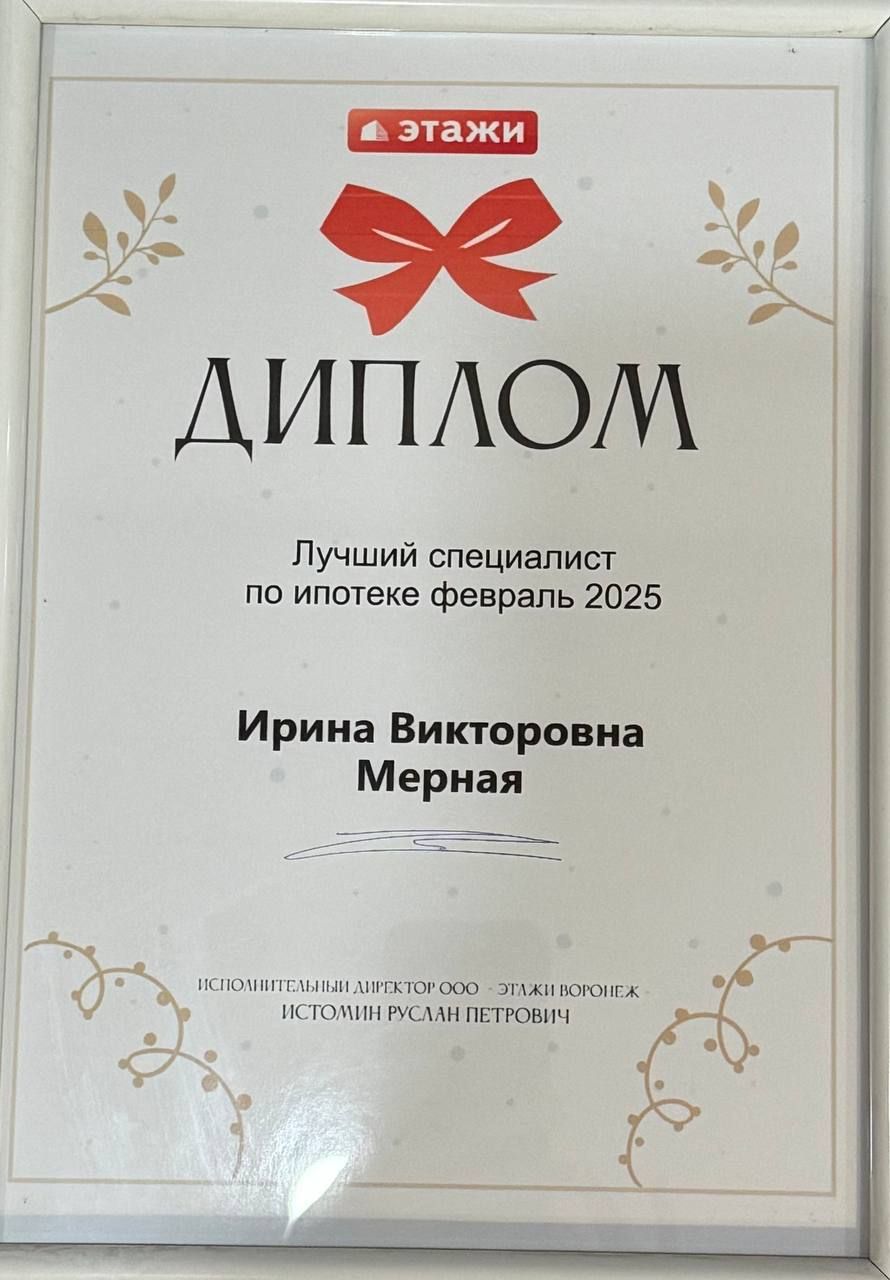 этажи
ДИПЛОМ
Лучший специалист
по ипотеке февраль 2025
Ирина Викторовна
Мерная
ИСПОЛНИТЕЛЬНЫЙ ДИРЕКТОР ООО - ЭТАЖИ ВОРОНЕЖ -
ИСТОМИН РУСЛАН ПЕТРОВИЧ